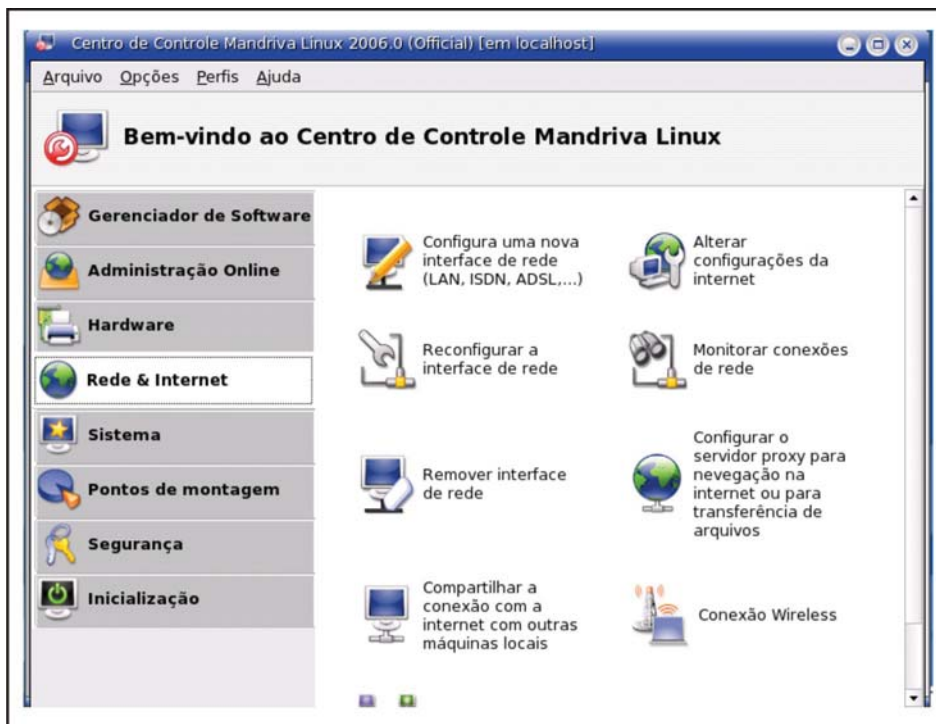 Centro de Controle Mandriva Linux 2006.0 (Official) [em localhost]
Arquivo Opções Perfis Ajuda
Bem-vindo ao Centro de Controle Mandriva Linux
Gerenciador de Software
Administração Online
Hardware
Rede & Internet
Sistema
Pontos de montagem
Segurança
Inicialização
Configura uma nova
interface de rede
(LAN, ISDN, ADSL,...)
Alterar
configurações da
internet
Reconfigurar a
interface de rede
Monitorar conexões
de rede
Remover interface
de rede
Configurar o
servidor proxy para
nevegação na
internet ou para
transferência de
arquivos
Compartilhar a
conexão com a
internet com outras
máquinas locais
Conexão Wireless